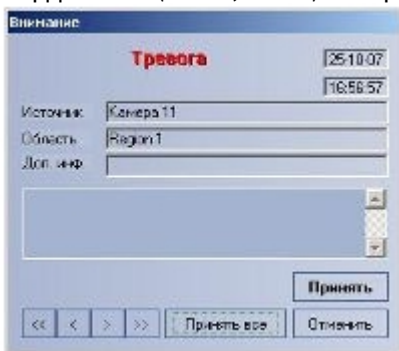 Внимание
Тревога 25-10-07
16:56:57
Источник Камера 11
Область Region 1
Доп. инф.
Принять
<< < > >> Принять все Отменить